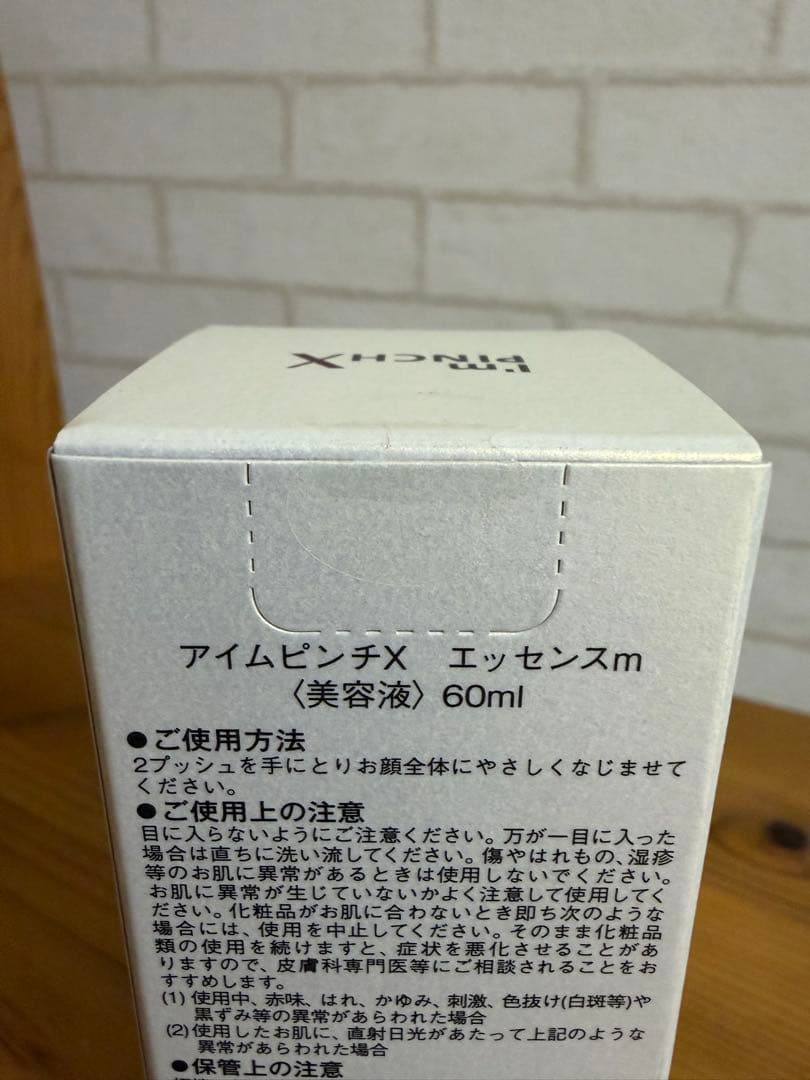 I'm
PINCH X
アイムピンチX　エッセンスm
〈美容液〉60ml
●ご使用方法
2プッシュを手にとりお顔全体にやさしくなじませて
ください。
●ご使用上の注意
目に入らないようにご注意ください。万が一目に入った
場合は直ちに洗い流してください。傷やはれもの、湿疹
等のお肌に異常があるときは使用しないでください。
お肌に異常が生じていないかよく注意して使用してく
ださい。化粧品がお肌に合わないとき即ち次のような
場合には、使用を中止してください。そのまま化粧品
類の使用を続けますと、症状を悪化させることがあ
りますので、皮膚科専門医等にご相談されることをお
すすめします。
(1) 使用中、赤味、はれ、かゆみ、刺激、色抜け(白斑等)や
黒ずみ等の異常があらわれた場合
(2)使用したお肌に、直射日光があたって上記のような
異常があらわれた場合
●保管上の注意